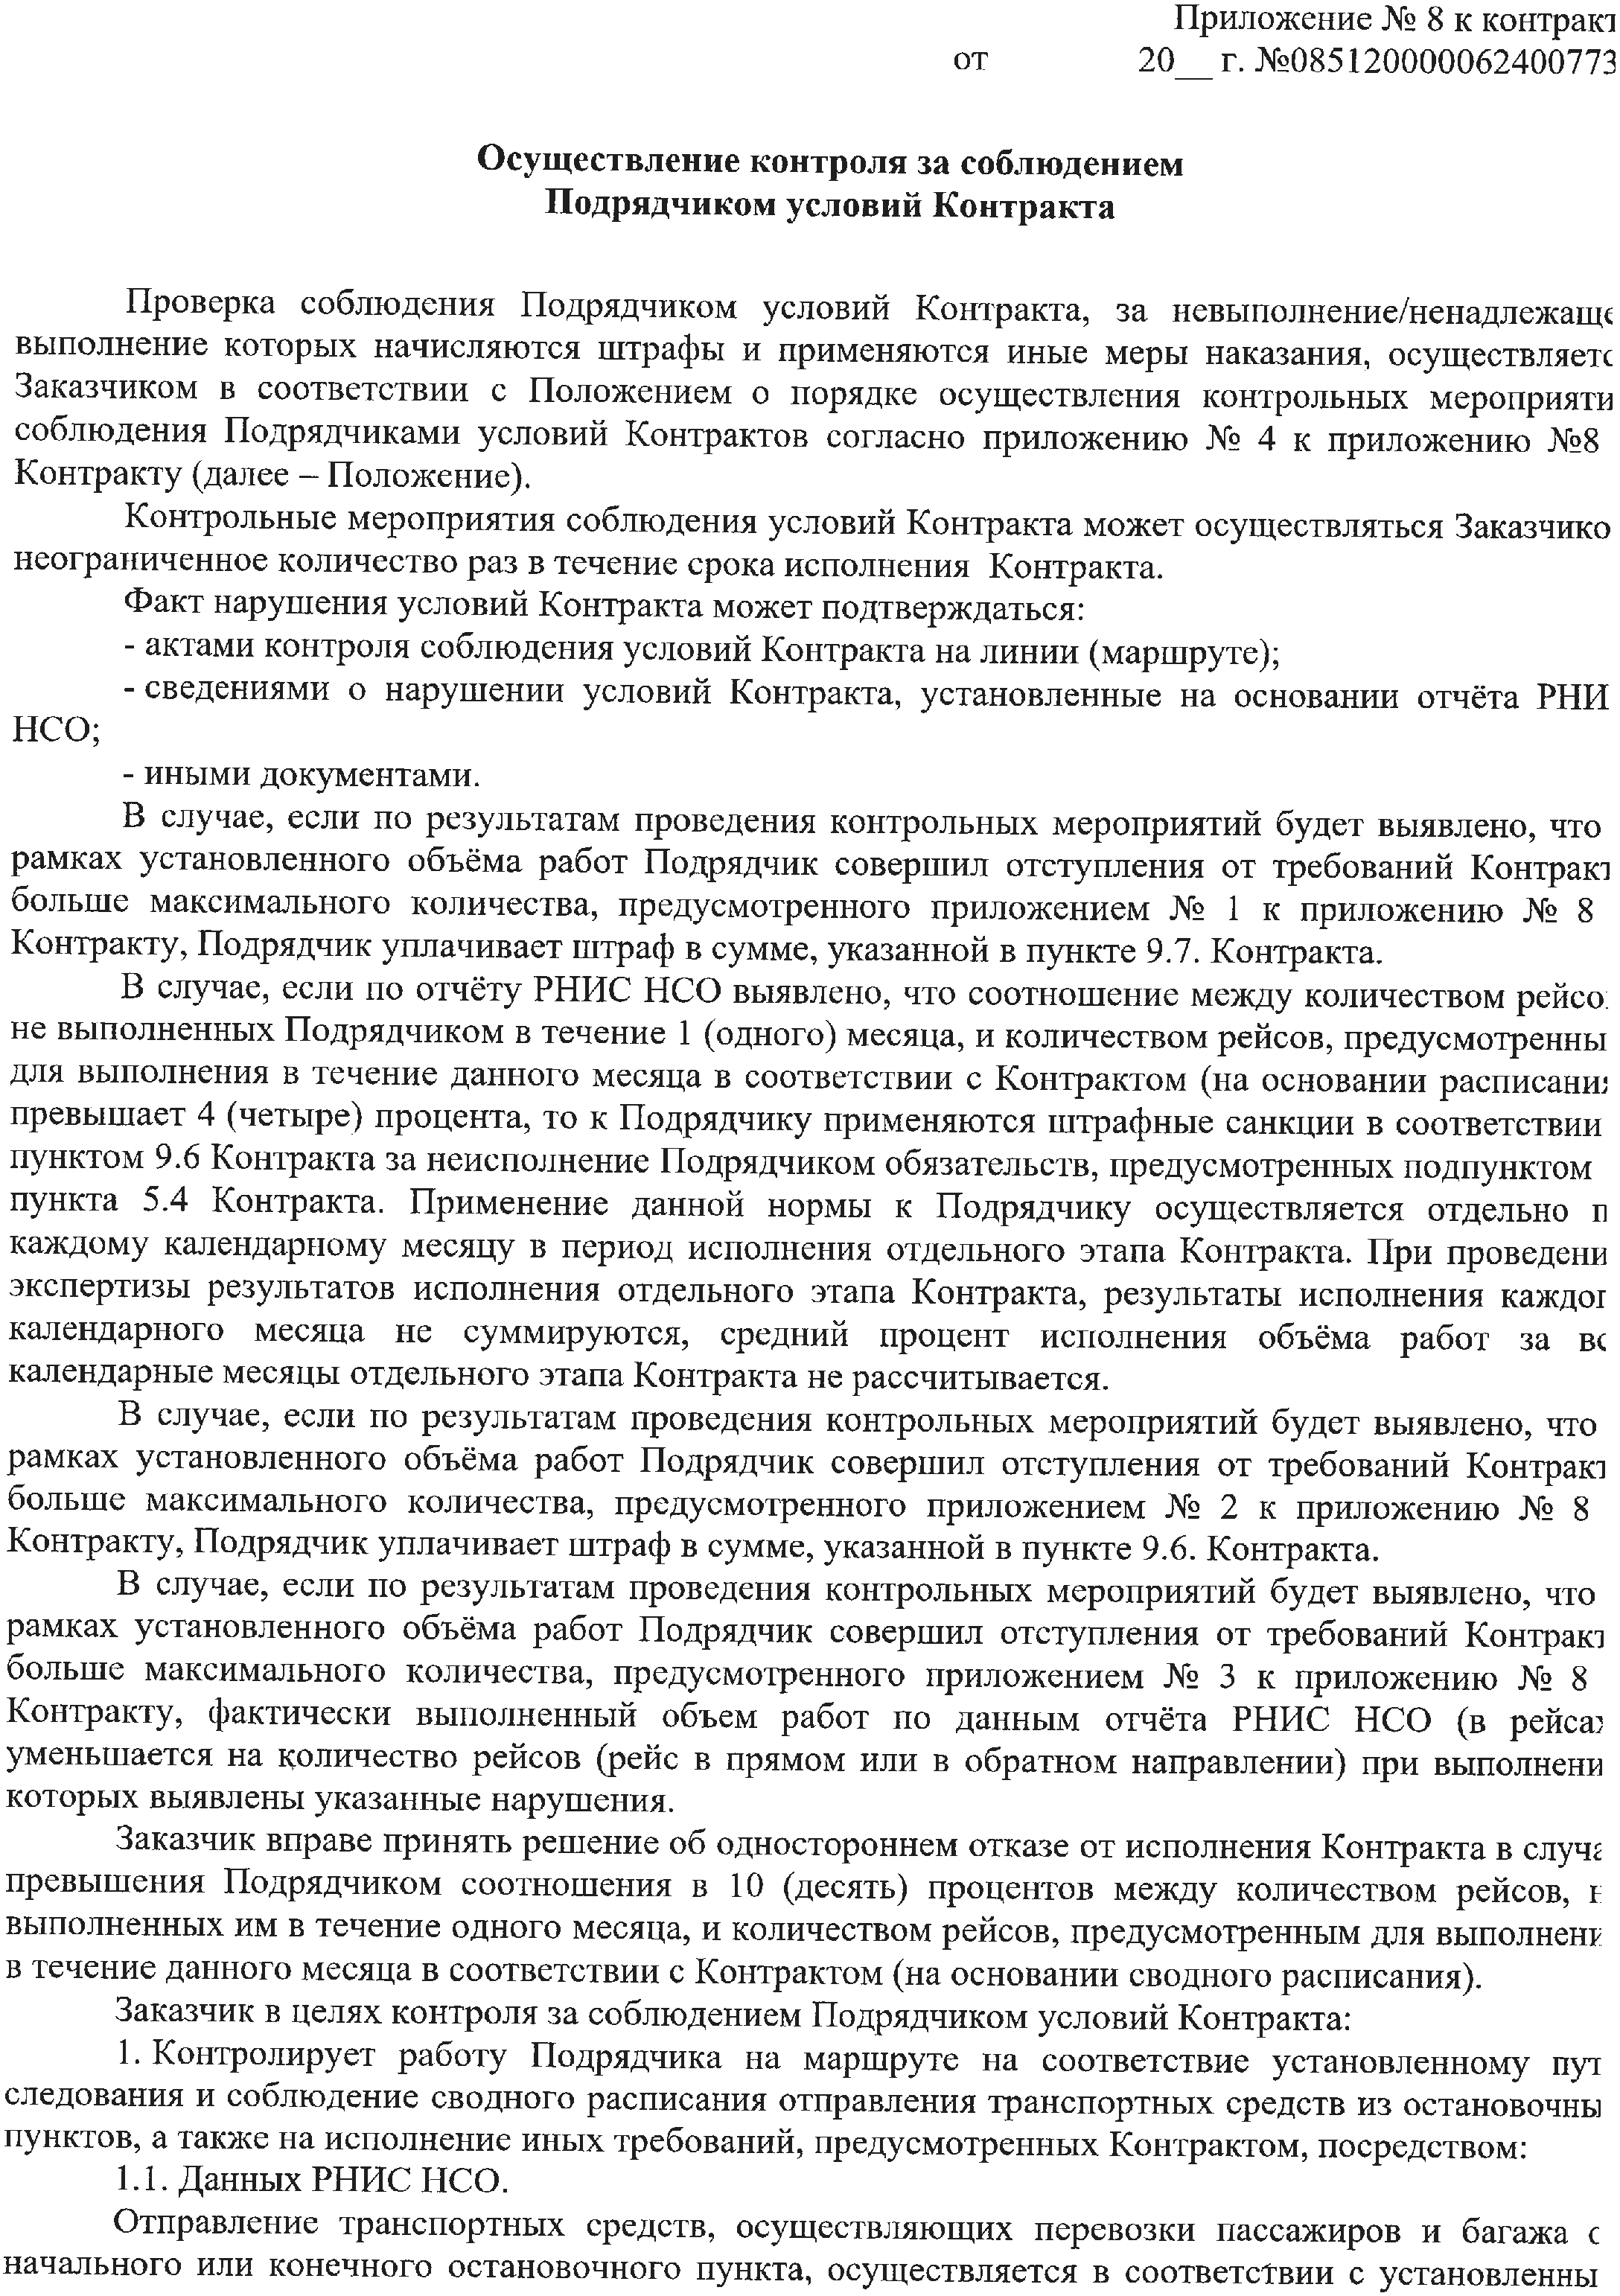 Приложение № 8 к контракт
от 20__ г. №085120000062400773
Осуществление контроля за соблюдением
Подрядчиком условий Контракта
Проверка соблюдения Подрядчиком условий Контракта, за невыполнение/ненадлежаще
выполнение которых начисляются штрафы и применяются иные меры наказания, осуществляетс
Заказчиком в соответствии с Положением о порядке осуществления контрольных мероприяти
соблюдения Подрядчиками условий Контрактов согласно приложению № 4 к приложению №8
Контракту (далее – Положение).
Контрольные мероприятия соблюдения условий Контракта может осуществляться Заказчико
неограниченное количество раз в течение срока исполнения Контракта.
Факт нарушения условий Контракта может подтверждаться:
- актами контроля соблюдения условий Контракта на линии (маршруте);
- сведениями о нарушении условий Контракта, установленные на основании отчёта РНИ
НСО;
- иными документами.
В случае, если по результатам проведения контрольных мероприятий будет выявлено, что
рамках установленного объёма работ Подрядчик совершил отступления от требований Контракт
больше максимального количества, предусмотренного приложением № 1 к приложению № 8
Контракту, Подрядчик уплачивает штраф в сумме, указанной в пункте 9.7. Контракта.
В случае, если по отчёту РНИС НСО выявлено, что соотношение между количеством рейсо
не выполненных Подрядчиком в течение 1 (одного) месяца, и количеством рейсов, предусмотренны
для выполнения в течение данного месяца в соответствии с Контрактом (на основании расписани
превышает 4 (четыре) процента, то к Подрядчику применяются штрафные санкции в соответствии
пунктом 9.6 Контракта за неисполнение Подрядчиком обязательств, предусмотренных подпунктом
пункта 5.4 Контракта. Применение данной нормы к Подрядчику осуществляется отдельно п
каждому календарному месяцу в период исполнения отдельного этапа Контракта. При проведени
экспертизы результатов исполнения отдельного этапа Контракта, результаты исполнения каждог
календарного месяца не суммируются, средний процент исполнения объёма работ за вс
календарные месяцы отдельного этапа Контракта не рассчитывается.
В случае, если по результатам проведения контрольных мероприятий будет выявлено, что
рамках установленного объёма работ Подрядчик совершил отступления от требований Контракт
больше максимального количества, предусмотренного приложением № 2 к приложению № 8
Контракту, Подрядчик уплачивает штраф в сумме, указанной в пункте 9.6. Контракта.
В случае, если по результатам проведения контрольных мероприятий будет выявлено, что
рамках установленного объёма работ Подрядчик совершил отступления от требований Контракт
больше максимального количества, предусмотренного приложением № 3 к приложению № 8
Контракту, фактически выполненный объем работ по данным отчёта РНИС НСО (в рейсах
уменьшается на количество рейсов (рейс в прямом или в обратном направлении) при выполнени
которых выявлены указанные нарушения.
Заказчик вправе принять решение об одностороннем отказе от исполнения Контракта в случа
превышения Подрядчиком соотношения в 10 (десять) процентов между количеством рейсов, н
выполненных им в течение одного месяца, и количеством рейсов, предусмотренным для выполнени
в течение данного месяца в соответствии с Контрактом (на основании сводного расписания).
Заказчик в целях контроля за соблюдением Подрядчиком условий Контракта:
1. Контролирует работу Подрядчика на маршруте на соответствие установленному пут
следования и соблюдение сводного расписания отправления транспортных средств из остановочны
пунктов, а также на исполнение иных требований, предусмотренных Контрактом, посредством:
1.1. Данных РНИС НСО.
Отправление транспортных средств, осуществляющих перевозки пассажиров и багажа с
начального или конечного остановочного пункта, осуществляется в соответствии с установленны